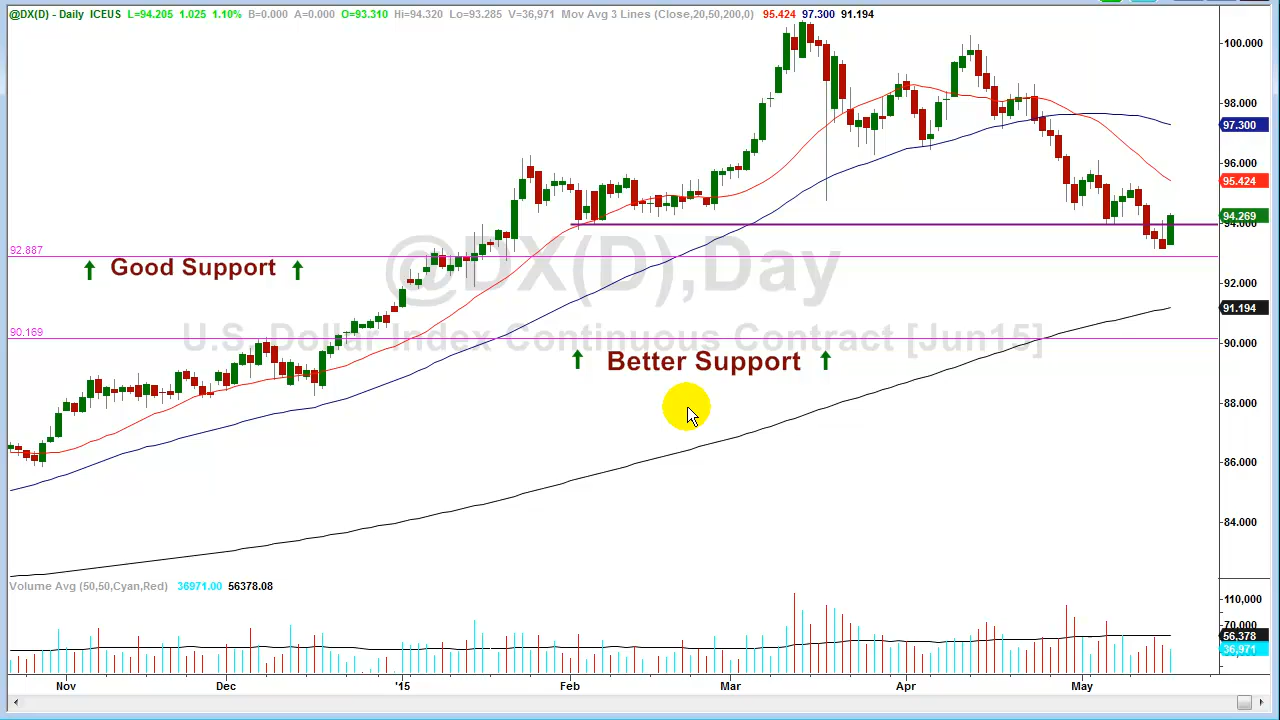 @DX(D) - Daily ICEUS L=94.205 1.025 1.10% B=0.000 A=0.000 O=93.310 Hi=94.320 Lo=93.285 V=36,971 Mov Avg 3 Lines (Close,20,50,200,0) 95.424 97.300 91.194
100.000
98.000
97.300
96.000
95.424
94.269
94.000
92.887
@DX(D),Day
Good Support
92.000
91.194
90.169
U.S. Dollar Index Continuous Contract [Jun15]
90.000
Better Support
88.000
86.000
84.000
Volume Avg (50,50,Cyan,Red) 36971.00 56378.08
110,000
70,000
56,378
36,971
Nov Dec '15 Feb Mar Apr May